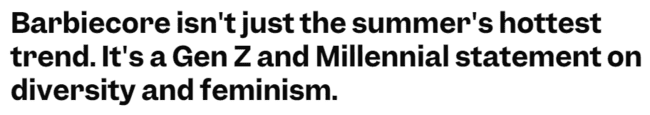 Barbiecore isn't just the summer's hottest
trend. It's a Gen Z and Millennial statement on
diversity and feminism.